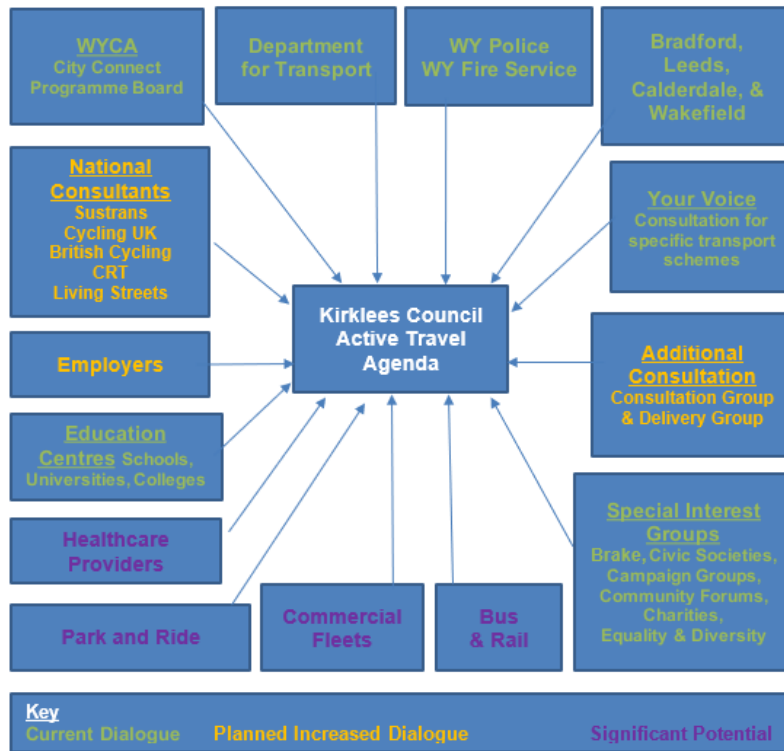 WYCA
City Connect
Programme Board
Department
for Transport
WY Police
WY Fire Service
Bradford,
Leeds,
Calderdale, &
Wakefield
National
Consultants
Sustrans
Cycling UK
British Cycling
CRT
Living Streets
Your Voice
Consultation for
specific transport
schemes
Kirklees Council
Active Travel
Agenda
Employers
Additional
Consultation
Consultation Group
& Delivery Group
Education
Centres Schools,
Universities, Colleges
Healthcare
Providers
Special Interest
Groups
Brake, Civic Societies,
Campaign Groups,
Community Forums,
Charities,
Equality & Diversity
Park and Ride
Commercial
Fleets
Bus
& Rail
Key
Current Dialogue Planned Increased Dialogue Significant Potential